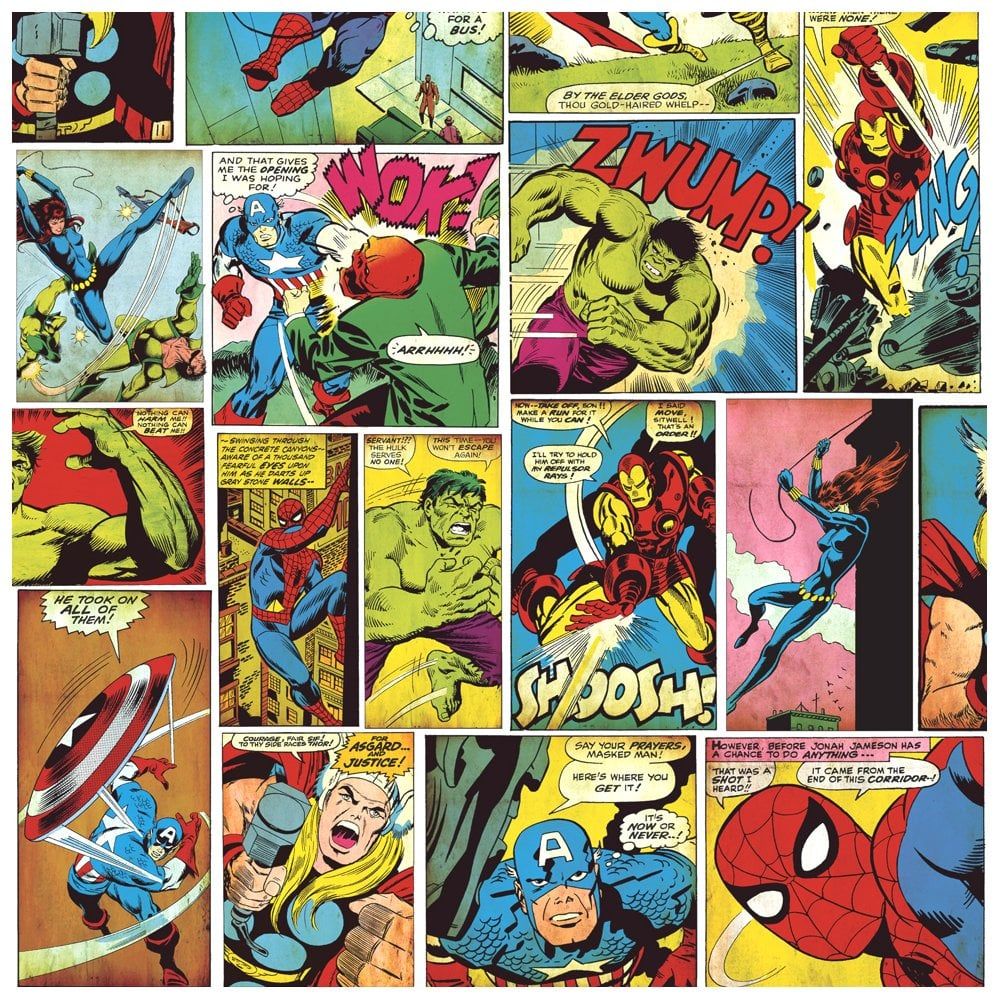 FOR A
BUS!
BY THE ELDER GODS,
THOU GOLD-HAIRED WHELP--
WERE NONE!
AND THAT GIVES
ME THE OPENING
I WAS HOPING
FOR!
A
WOK!
ARRHHHH!
ZWUMP!
ZUNG!
"NOTHING CAN
HARM ME!!
NOTHING CAN
BEAT ME!!
--SWINGING THROUGH
THE CONCRETE CANYONS--
AWARE OF A THOUSAND
FEARFUL EYES UPON
HIM AS HE DARTS UP
GRAY STONE WALLS--
SERVANT!??
THE HULK
SERVES
NO ONE!
THIS TIME--YOU
WON'T ESCAPE
AGAIN!
NOW--TAKE OFF, SON!!
MAKE A RUN FOR IT
WHILE YOU CAN!
I SAID
MOVE,
SITWELL!
THAT'S AN
ORDER!!
I'LL TRY TO HOLD
HIM OFF WITH
MY REPULSOR
RAYS!
SHOOSH!
HE TOOK ON
ALL OF
THEM!
A
COURAGE, FAIR SIF!
TO THY SIDE RACES THOR!
FOR
ASGARD...
AND
JUSTICE!
SAY YOUR PRAYERS,
MASKED MAN!
HERE'S WHERE YOU
GET IT!
IT'S
NOW OR
NEVER..!
A
HOWEVER, BEFORE JONAH JAMESON HAS
A CHANCE TO DO ANYTHING---
THAT WAS A
SHOT I
HEARD!!
IT CAME FROM THE
END OF THIS CORRIDOR--!